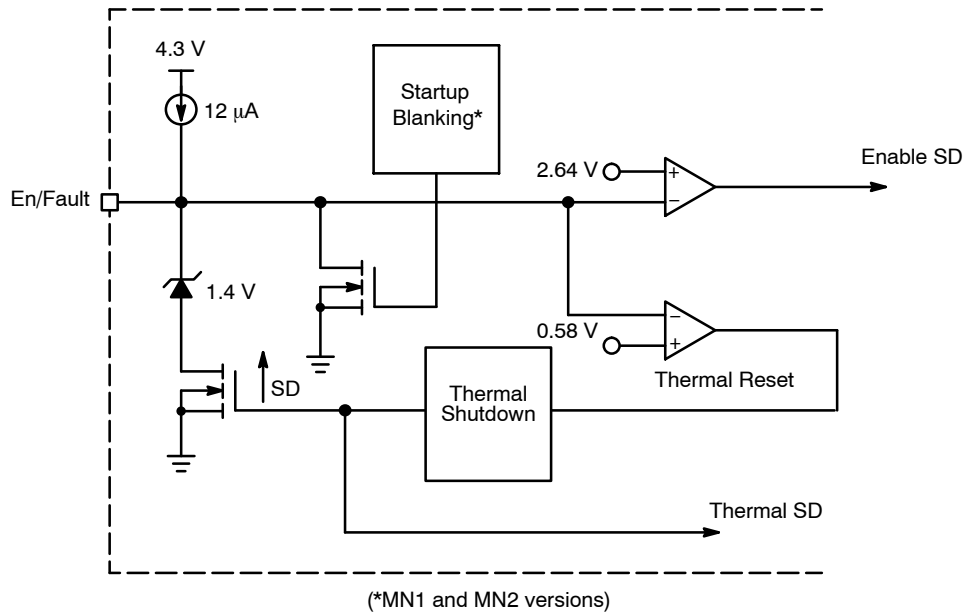 4.3 V
12 μA
Startup
Blanking*
En/Fault
2.64 V
+
−
Enable SD
1.4 V
SD
0.58 V
−
+
Thermal Reset
Thermal
Shutdown
Thermal SD
(*MN1 and MN2 versions)